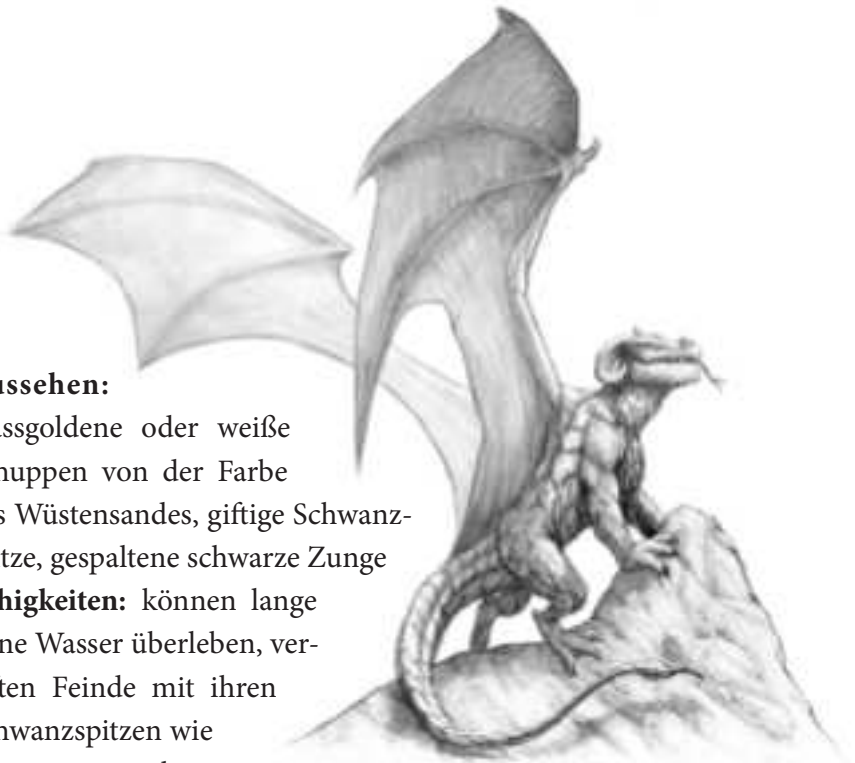 ussehen:
assgoldene oder weiße
huppen von der Farbe
s Wüstensandes, giftige Schwanz-
tze, gespaltene schwarze Zunge
higkeiten: können lange
ne Wasser überleben, ver-
ten Feinde mit ihren
hwanzspitzen wie